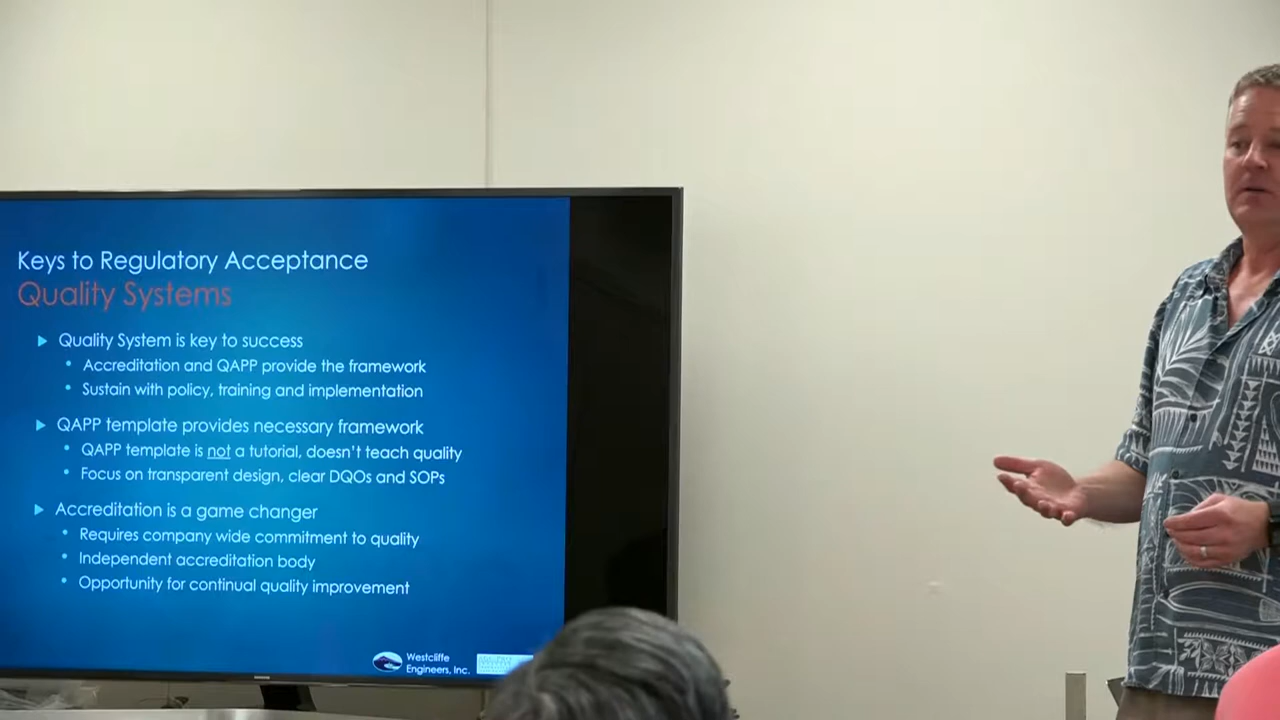 Keys to Regulatory Acceptance
Quality Systems
Quality System is key to success
Accreditation and QAPP provide the framework
Sustain with policy, training and implementation
QAPP template provides necessary framework
QAPP template is not a tutorial, doesn't teach quality
Focus on transparent design, clear DQOs and SOPs
Accreditation is a game changer
Requires company wide commitment to quality
Independent accreditation body
Opportunity for continual quality improvement
Westcliffe
Engineers, Inc.